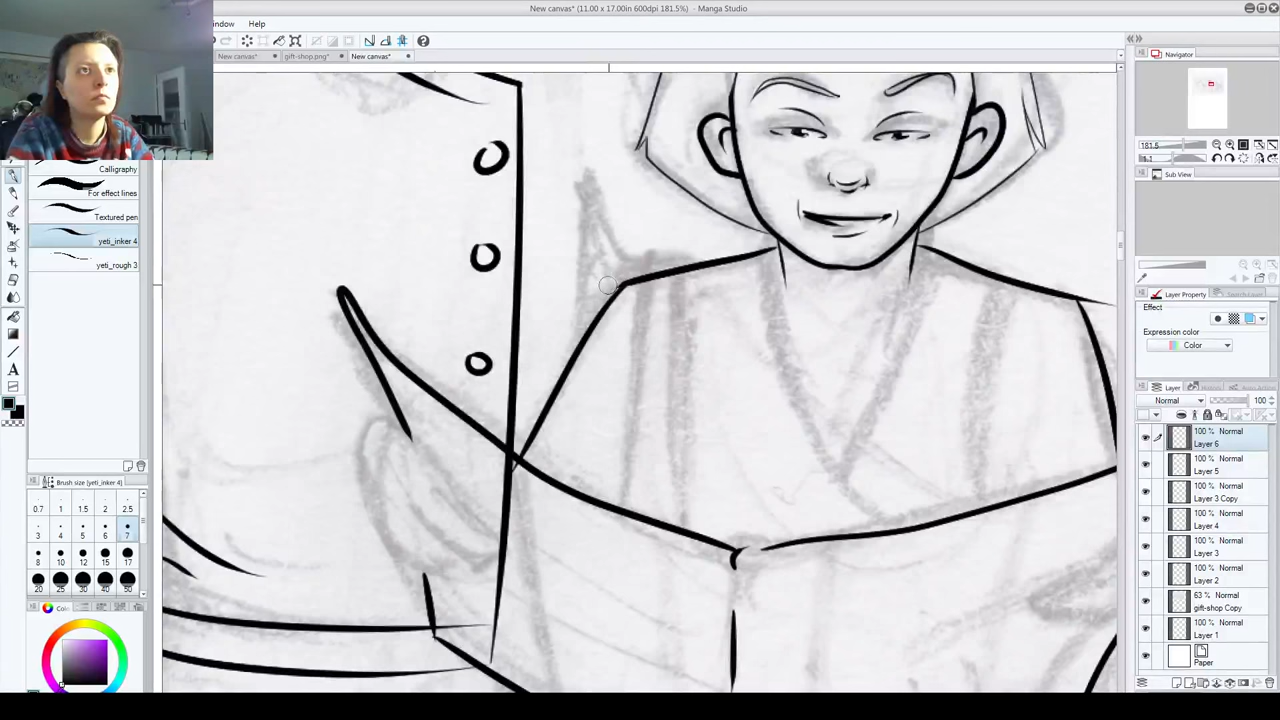 New canvas* (11.00 x 17.00in 600dpi 181.5%) - Manga Studio
Help
New canvas*
gift-shop.png*
New canvas*
Calligraphy
For effect lines
Textured pen
yeti_inker 4
yeti_rough 3
Brush size [yeti_inker 4]
0.7 1 1.5 2 2.5
3 4 5 6 7
8 10 12 15 17
20 25 30 40 50
Navigator
181.5
Sub View
Layer Property
Effect
Expression color
Color
Layer
Normal 100
100 % Normal
Layer 6
100 % Normal
Layer 5
100 % Normal
Layer 3 Copy
100 % Normal
Layer 4
100 % Normal
Layer 3
100 % Normal
Layer 2
63 % Normal
gift-shop Copy
100 % Normal
Layer 1
Paper